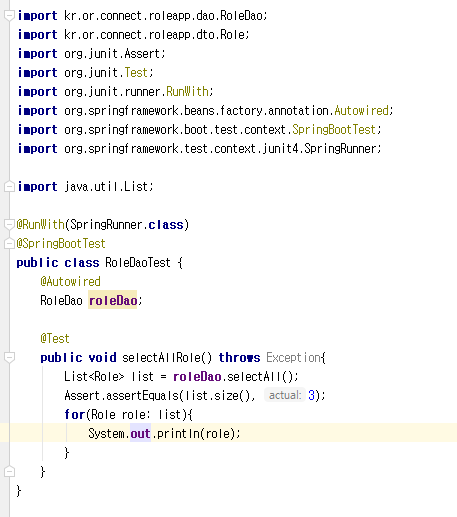 import kr.or.connect.roleapp.dao.RoleDao;
import kr.or.connect.roleapp.dto.Role;
import org.junit.Assert;
import org.junit.Test;
import org.junit.runner.RunWith;
import org.springframework.beans.factory.annotation.Autowired;
import org.springframework.boot.test.context.SpringBootTest;
import org.springframework.test.context.junit4.SpringRunner;
import java.util.List;
@RunWith(SpringRunner.class)
@SpringBootTest
public class RoleDaoTest {
@Autowired
RoleDao roleDao;
@Test
public void selectAllRole() throws Exception{
List<Role> list = roleDao.selectAll();
Assert.assertEquals(list.size(), actual: 3);
for(Role role: list){
System.out.println(role);
}
}
}